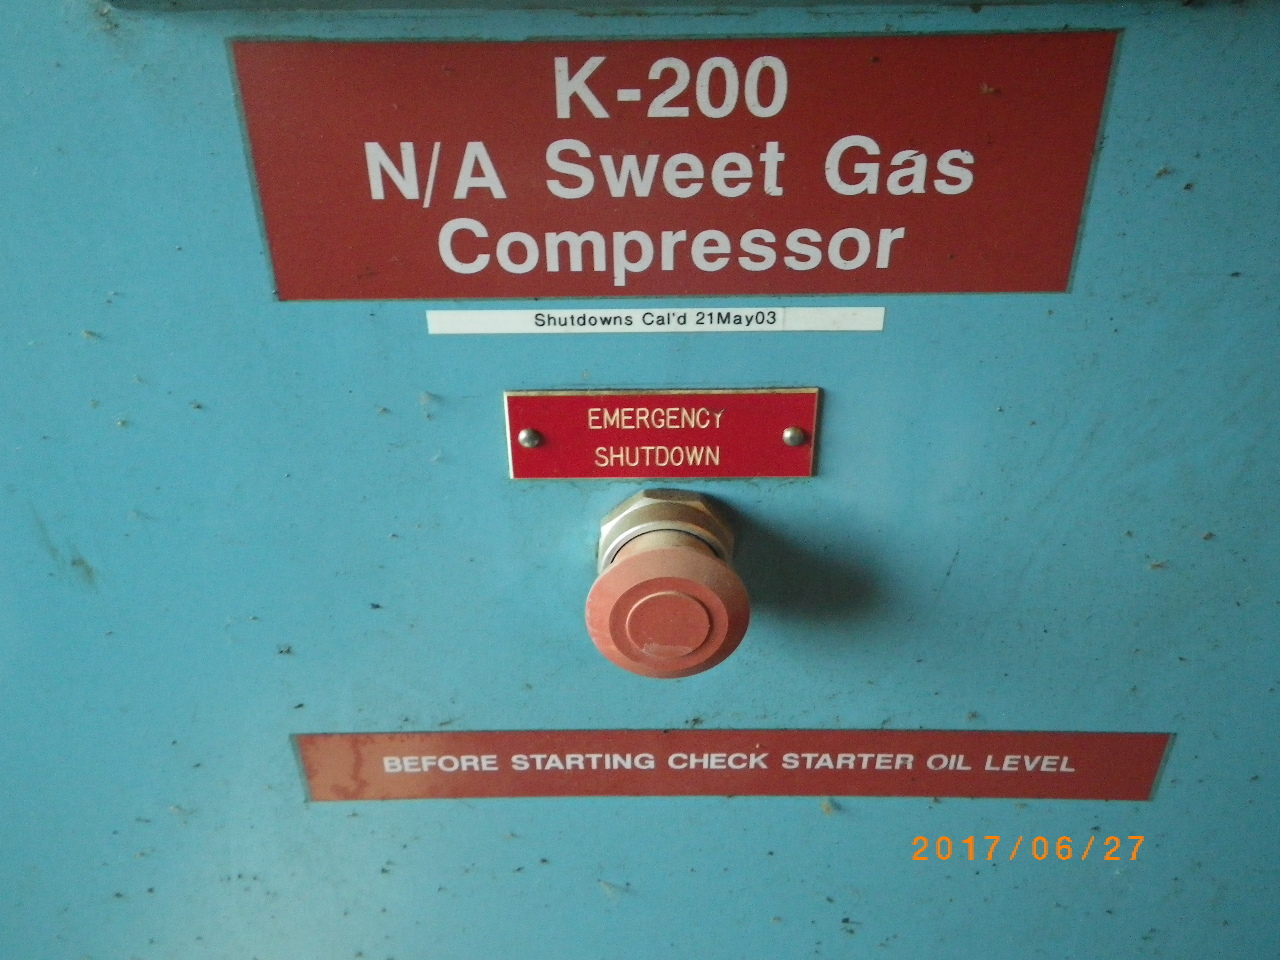 K-200
N/A Sweet Gas
Compressor
Shutdowns Cal'd 21May03
EMERGENCY
SHUTDOWN
BEFORE STARTING CHECK STARTER OIL LEVEL
2017/06/27